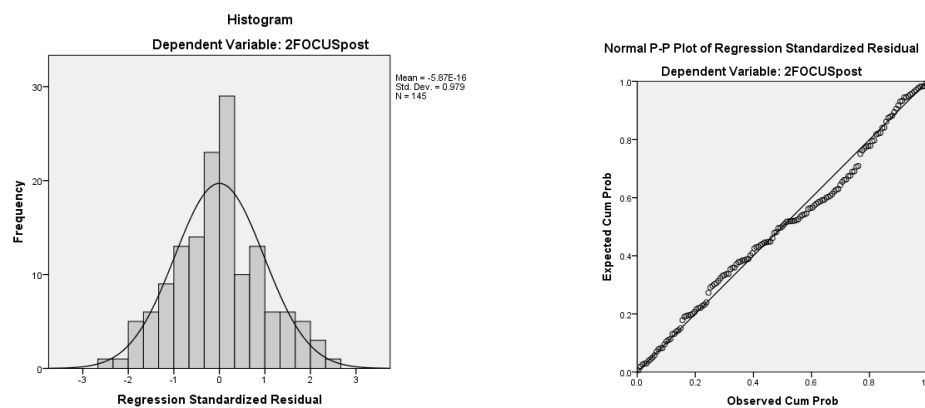 Histogram
Dependent Variable: 2FOCUSpost
Mean = -5.87E-16
Std. Dev. = 0.979
N = 145
30
20
10
0
Frequency
-3 -2 -1 0 1 2 3
Regression Standardized Residual
Normal P-P Plot of Regression Standardized Residual
Dependent Variable: 2FOCUSpost
1.0
0.8
0.6
0.4
0.2
0.0
Expected Cum Prob
0.0 0.2 0.4 0.6 0.8 1.0
Observed Cum Prob